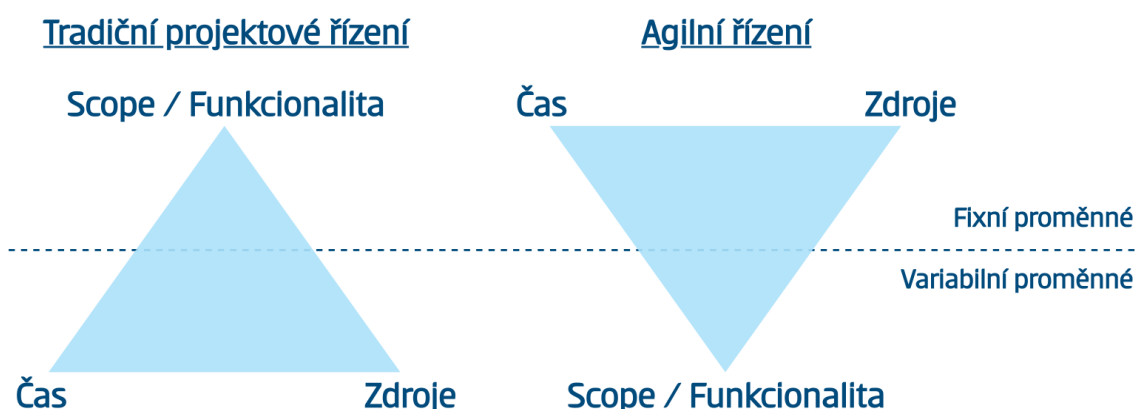 Tradiční projektové řízení
Agilní řízení
Scope / Funkcionalita
Čas
Zdroje
Fixní proměnné
Variabilní proměnné
Čas
Zdroje
Scope / Funkcionalita